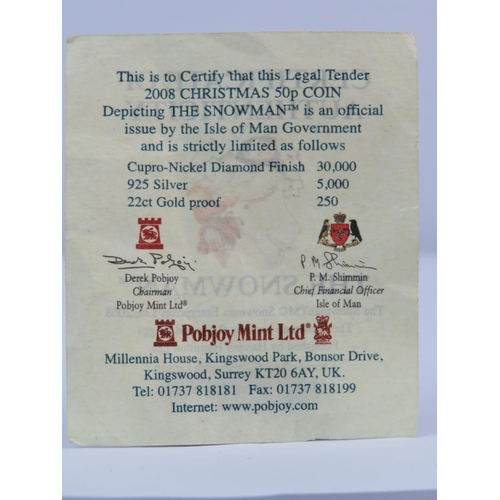 This is to Certify that this Legal Tender
2008 CHRISTMAS 50p COIN
Depicting THE SNOWMAN™ is an official
issue by the Isle of Man Government
and is strictly limited as follows
Cupro-Nickel Diamond Finish 30,000
925 Silver 5,000
22ct Gold proof 250
Derek Pobjoy P. M. Shimmin
Derek Pobjoy P. M. Shimmin
Chairman Chief Financial Officer
Pobjoy Mint Ltd® Isle of Man
Pobjoy Mint Ltd®
Millennia House, Kingswood Park, Bonsor Drive,
Kingswood, Surrey KT20 6AY, UK.
Tel: 01737 818181 Fax: 01737 818199
Internet: www.pobjoy.com